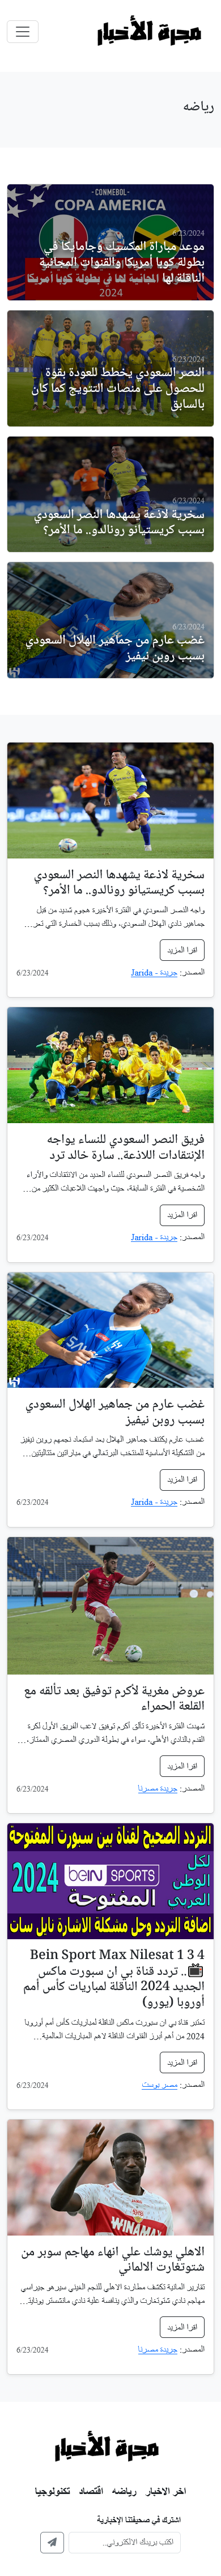 مجرة الأخبار
رياضه
6/23/2024
موعد مباراة المكسيك وجامايكا في
بطولة كوبا أمريكا والقنوات المجانية
الناقلة لها
CONMEBOL
COPA AMERICA
2024
6/23/2024
النصر السعودي يخطط للعودة بقوة
للحصول على منصات التتويج كما كان
بالسابق
6/23/2024
سخرية لاذعة يشهدها النصر السعودي
بسبب كريستيانو رونالدو.. ما الأمر؟
6/23/2024
غضب عارم من جماهير الهلال السعودي
بسبب روبن نيفيز
سخرية لاذعة يشهدها النصر السعودي
بسبب كريستيانو رونالدو.. ما الأمر؟
واجه النصر السعودي في الفترة الأخيرة هجوم شديد من قبل
جماهير نادي الهلال السعودي، وذلك بسبب الخسارة التي تعر…
اقرا المزيد
المصدر: جريدة - Jarida
6/23/2024
فريق النصر السعودي للنساء يواجه
الإنتقادات اللاذعة.. سارة خالد ترد
واجه فريق النصر السعودي للنساء العديد من الانتقادات والأراء
الشخصية في الفترة السابقة، حيث واجهت اللاعبات الكثير من…
اقرا المزيد
المصدر: جريدة - Jarida
6/23/2024
غضب عارم من جماهير الهلال السعودي
بسبب روبن نيفيز
غضب عارم يكتنف جماهير الهلال بعد استبعاد نجمهم روبن نيفيز
من التشكيلة الأساسية للمنتخب البرتغالي في مباراتين متتاليتين…
اقرا المزيد
المصدر: جريدة - Jarida
6/23/2024
عروض مغرية لأكرم توفيق بعد تألقه مع
القلعة الحمراء
شهدت الفترة الأخيرة تألق أكرم توفيق لاعب الفريق الأول لكرة
القدم بالنادي الأهلي، سواء في بطولة الدوري المصري الممتاز،…
اقرا المزيد
المصدر: جريدة مصرنا
6/23/2024
التردد الصحيح لقناة بي سبورت المفتوحة
لكل
الوطن
العربي
beIN SPORTS
2024
المفتوحة
اضافة التردد وحل مشكلة الاشارة نايل سات
Bein Sport Max Nilesat 1 3 4
📺.. تردد قناة بي ان سبورت ماكس
الجديد 2024 الناقلة لمباريات كأس أمم
أوروبا (يورو)
تعتبر قناة بي ان سبورت ماكس الناقلة لمباريات كأس أمم أوروبا
2024 من أهم أبرز القنوات الناقلة لاهم المباريات العالمية…
اقرا المزيد
المصدر: مصر بوست
6/23/2024
الاهلي يوشك علي انهاء مهاجم سوبر من
شتوتغارت الالماني
تقارير المانية تكشف مطاردة الاهلي للنجم الغيني سيرهو جيراسي
مهاجم نادي شتوتجارت والذي ينافسة علية نادي مانشستر يونايتد…
اقرا المزيد
المصدر: جريدة مصرنا
6/23/2024
مجرة الأخبار
اخر الاخبار رياضه اقتصاد تكنولوجيا
اشترك في صحيفتنا الإخبارية
اكتب بريدك الالكتروني..